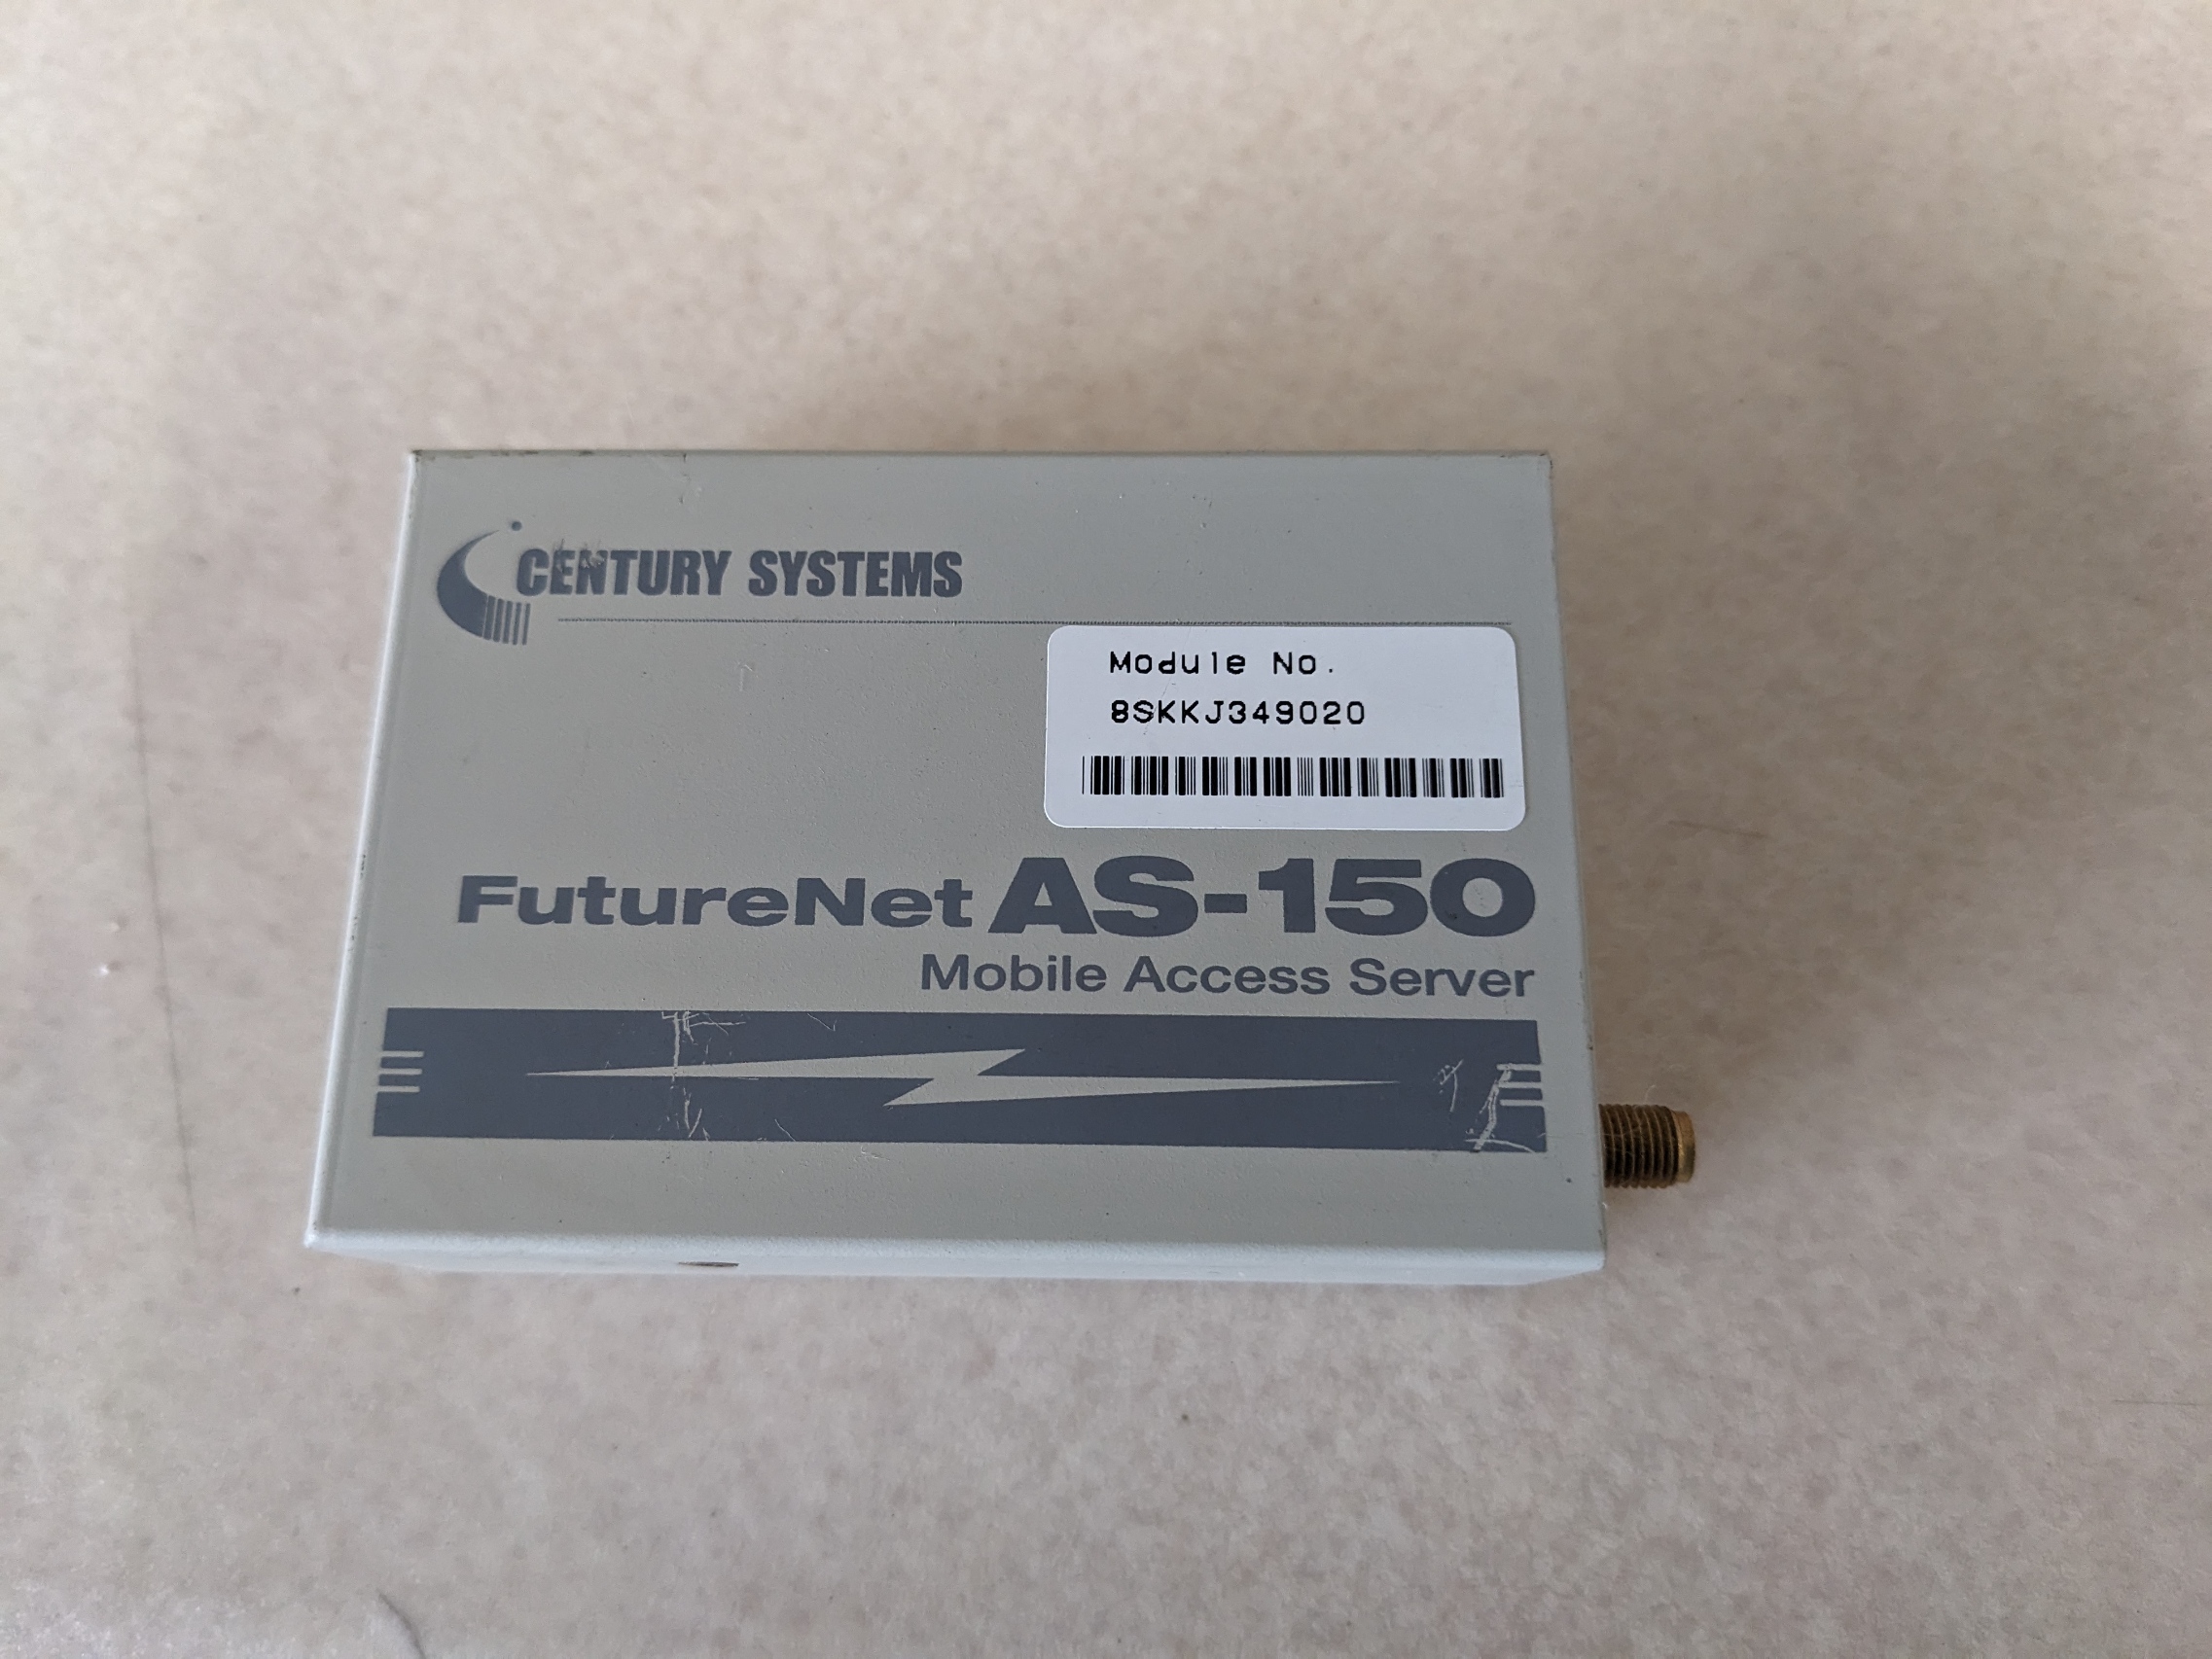 CENTURY SYSTEMS
Module No.
8SKKJ349020
FutureNet AS-150
Mobile Access Server